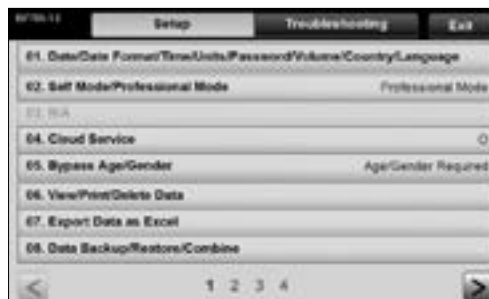 Setup Troubleshooting Exit
01. Date/Date Format/Time/Units/Password/Volume/Country/Language
02. Self Mode/Professional Mode Professional Mode
03. N/A
04. Cloud Service O
05. Bypass Age/Gender Age/Gender Required
06. View/Print/Delete Data
07. Export Data as Excel
08. Data Backup/Restore/Combine
< 1 2 3 4 >